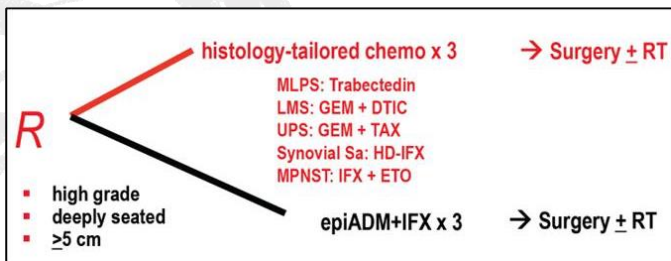 histology-tailored chemo x 3 → Surgery ± RT
MLPS: Trabectedin
LMS: GEM + DTIC
UPS: GEM + TAX
Synovial Sa: HD-IFX
MPNST: IFX + ETO
R
▪ high grade
▪ deeply seated
▪ ≥5 cm
epiADM+IFX x 3 → Surgery ± RT